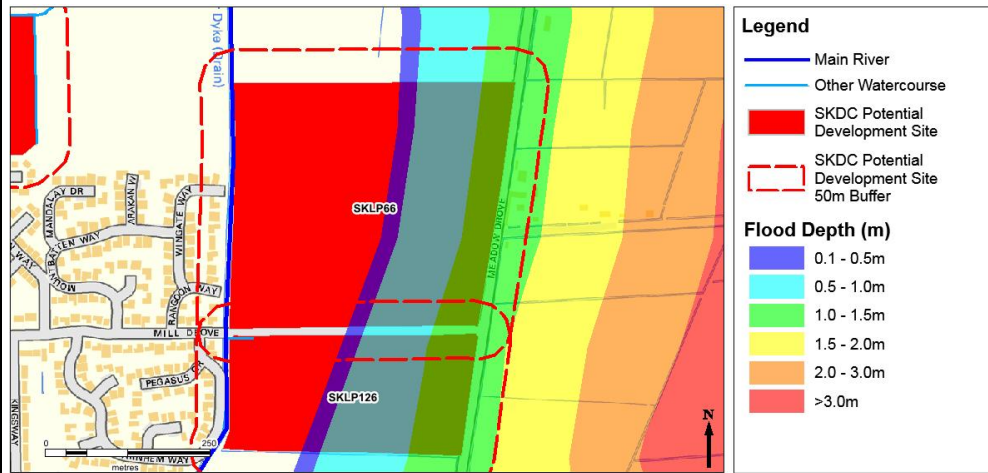 Dyke (Drain)
MANDALAY DR
ARAKAN W
WINGATE WAY
MOUNTBATTEN WAY
WAY
RANGOON WAY
MILL DROVE
PEGASUS
KINGSWAY
WAY
MEADOW DROVE
SKLP66
SKLP126
0
250
metres
N
Legend
Main River
Other Watercourse
SKDC Potential
Development Site
SKDC Potential
Development Site
50m Buffer
Flood Depth (m)
0.1 - 0.5m
0.5 - 1.0m
1.0 - 1.5m
1.5 - 2.0m
2.0 - 3.0m
>3.0m